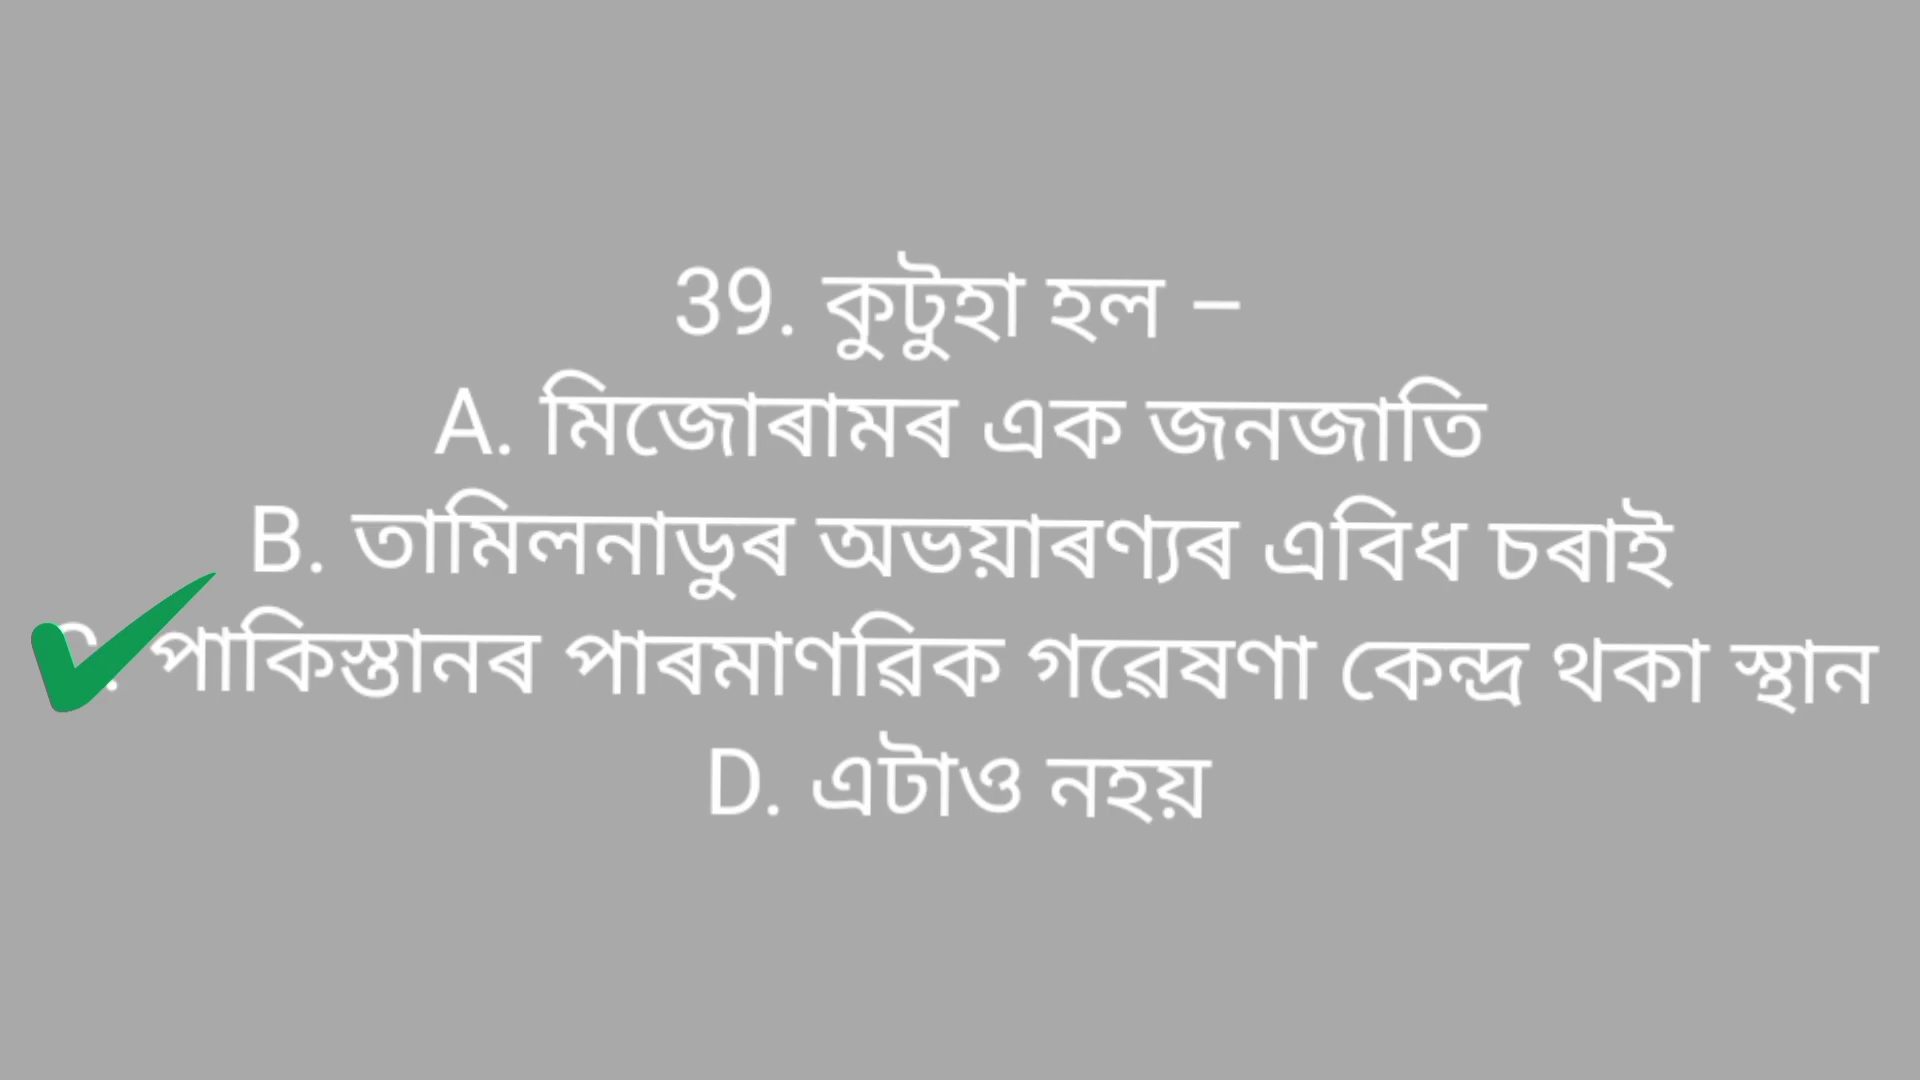 39. কুটুহা হল –
A. মিজোৰামৰ এক জনজাতি
B. তামিলনাডুৰ অভয়াৰণ্যৰ এবিধ চৰাই
C. পাকিস্তানৰ পাৰমাণৱিক গৱেষণা কেন্দ্ৰ থকা স্থান
D. এটাও নহয়